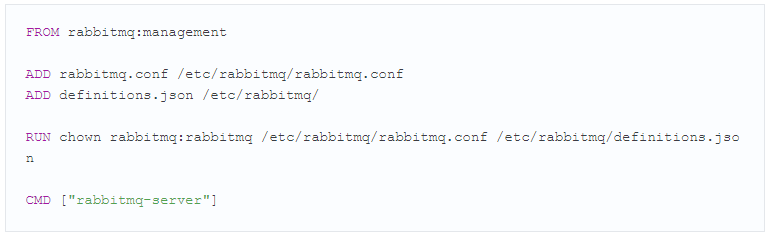 FROM rabbitmq:management
ADD rabbitmq.conf /etc/rabbitmq/rabbitmq.conf
ADD definitions.json /etc/rabbitmq/
RUN chown rabbitmq:rabbitmq /etc/rabbitmq/rabbitmq.conf /etc/rabbitmq/definitions.jso
n
CMD ["rabbitmq-server"]